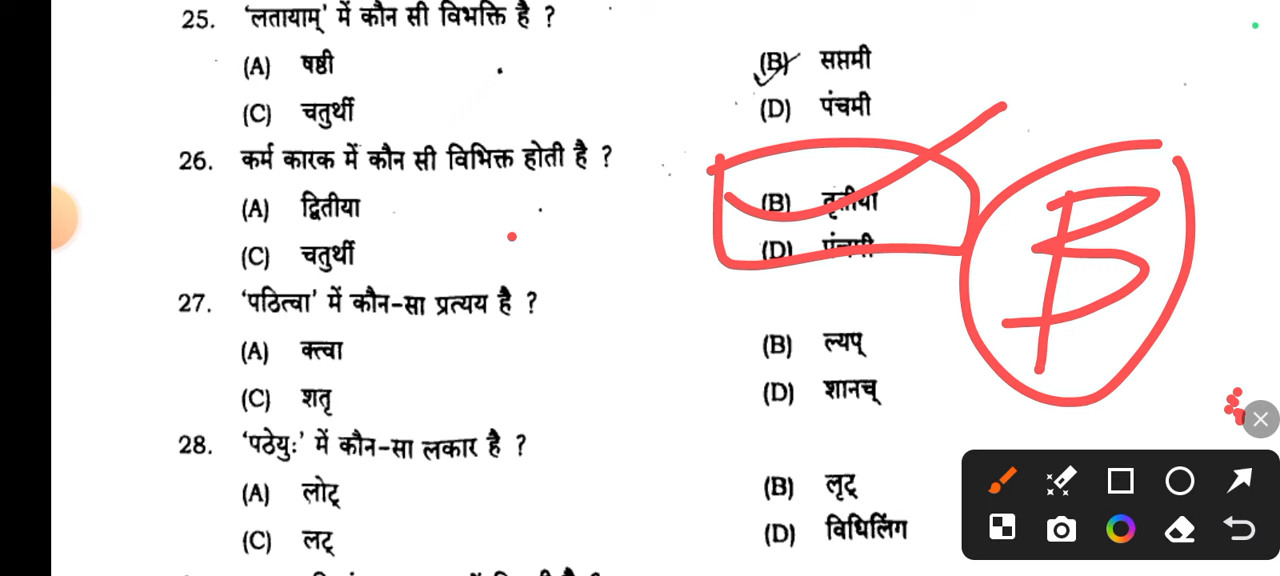 25. 'लतायाम्' में कौन सी विभक्ति है ?
(A) षष्ठी (B) सप्तमी
(C) चतुर्थी (D) पंचमी
26. कर्म कारक में कौन सी विभिक्त होती है ?
(A) द्वितीया (B) तृतीया
(C) चतुर्थी (D) पंचमी
B
27. 'पठित्वा' में कौन-सा प्रत्यय है ?
(A) क्त्वा (B) ल्यप्
(C) शतृ (D) शानच्
28. 'पठेयुः' में कौन-सा लकार है ?
(A) लोट् (B) लृट्
(C) लट् (D) विधिलिंग